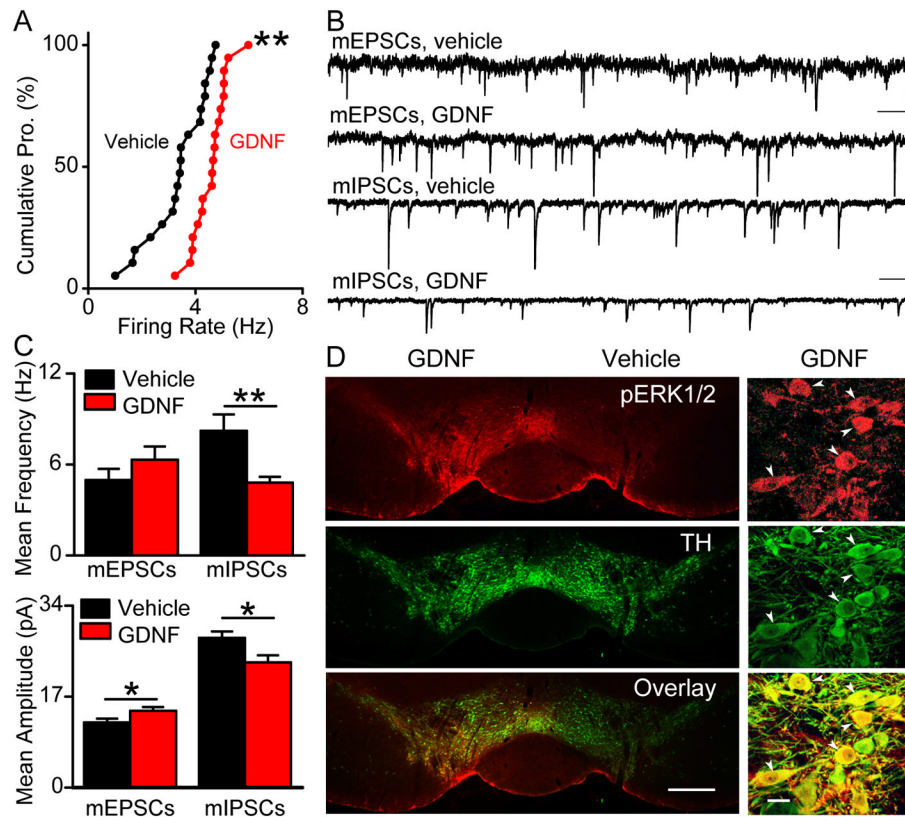 A
100
50
0
Cumulative Pro. (%)
**
Vehicle
GDNF
0
4
8
Firing Rate (Hz)
B
mEPSCs, vehicle
mEPSCs, GDNF
mIPSCs, vehicle
mIPSCs, GDNF
C
12
6
0
Mean Frequency (Hz)
Vehicle
GDNF
**
mEPSCs
mIPSCs
34
17
0
Mean Amplitude (pA)
Vehicle
GDNF
*
*
mEPSCs
mIPSCs
D
GDNF
Vehicle
GDNF
pERK1/2
TH
Overlay